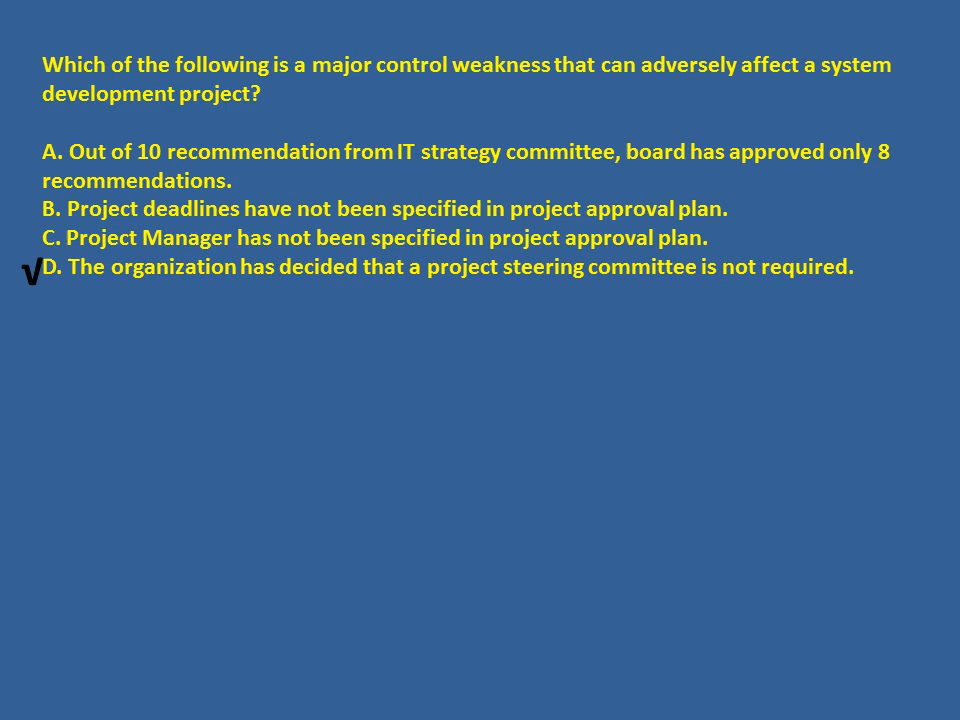 Which of the following is a major control weakness that can adversely affect a system
development project?
A. Out of 10 recommendation from IT strategy committee, board has approved only 8
recommendations.
B. Project deadlines have not been specified in project approval plan.
C. Project Manager has not been specified in project approval plan.
√D. The organization has decided that a project steering committee is not required.